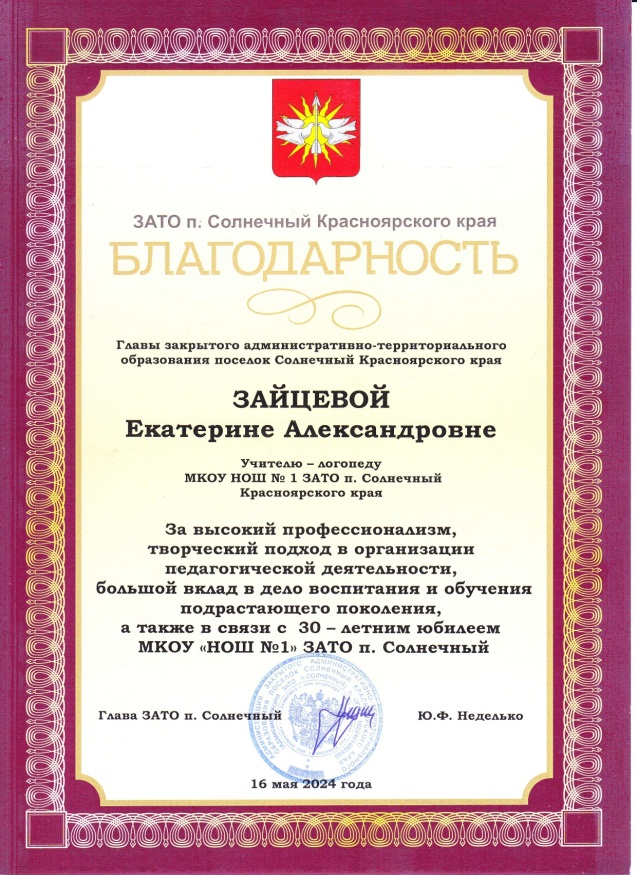 ЗАТО п. Солнечный Красноярского края
БЛАГОДАРНОСТЬ
Главы закрытого административно-территориального
образования поселок Солнечный Красноярского края
ЗАЙЦЕВОЙ
Екатерине Александровне
Учителю – логопеду
МКОУ НОШ № 1 ЗАТО п. Солнечный
Красноярского края
За высокий профессионализм,
творческий подход в организации
педагогической деятельности,
большой вклад в дело воспитания и обучения
подрастающего поколения,
а также в связи с 30 – летним юбилеем
МКОУ «НОШ №1» ЗАТО п. Солнечный
Глава ЗАТО п. Солнечный Ю.Ф. Неделько
16 мая 2024 года